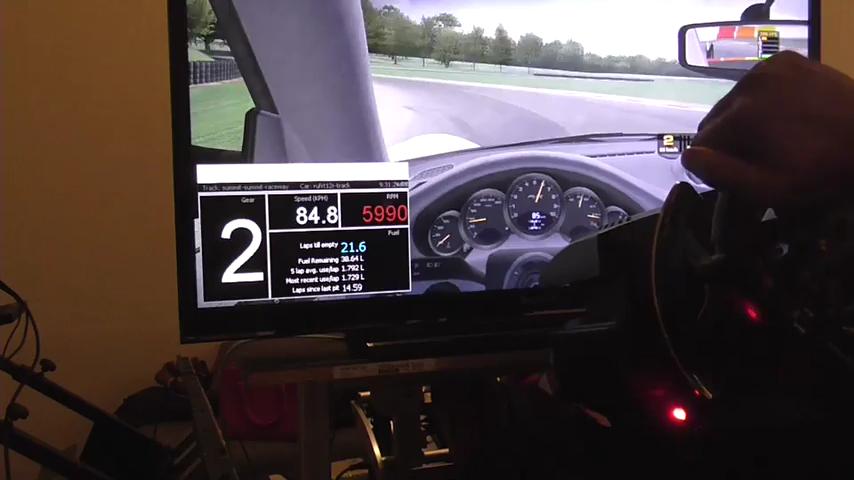 Track: summit-summit-raceway Car: rufrt12r-track
Gear
2
Speed (KPH)
84.8
RPM
5990
Fuel
Laps till empty 21.6
Fuel Remaining 38.64 L
5 lap avg. use/lap 1.792 L
Most recent use/lap 1.729 L
Laps since last pit 14.59
85
2